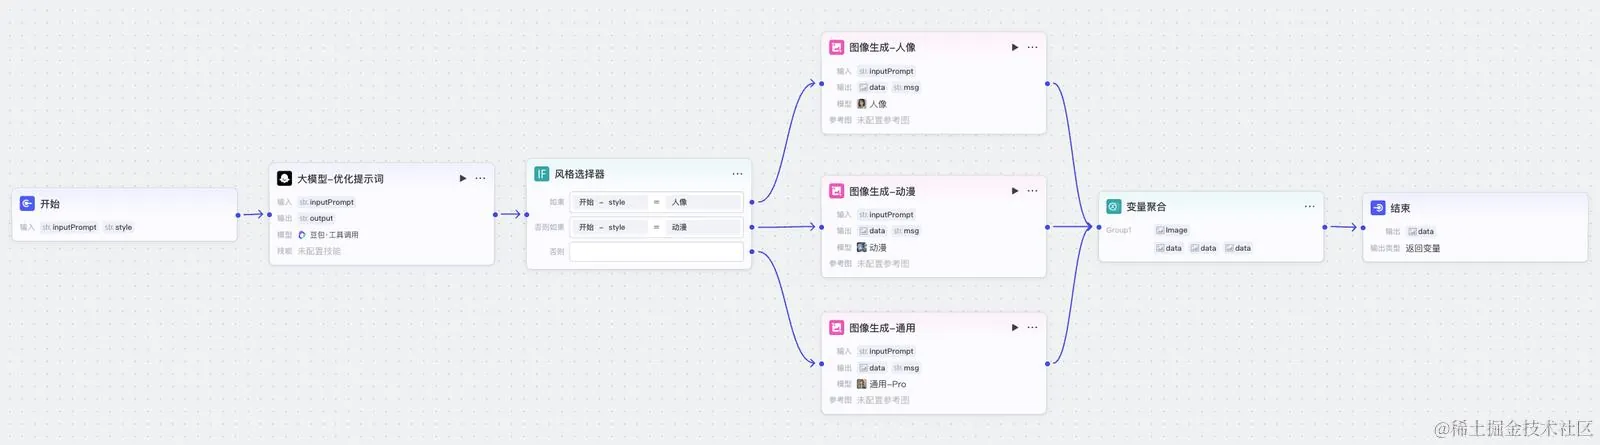 开始
输入 str. inputPrompt str. style
大模型-优化提示词
输入 str. inputPrompt
输出 str. output
模型 豆包·工具调用
技能 未配置技能
IF 风格选择器
如果 开始 - style = 人像
否则如果 开始 - style = 动漫
否则
图像生成-人像
输入 str. inputPrompt
输出 data str. msg
模型 人像
参考图 未配置参考图
图像生成-动漫
输入 str. inputPrompt
输出 data str. msg
模型 动漫
参考图 未配置参考图
图像生成-通用
输入 str. inputPrompt
输出 data str. msg
模型 通用-Pro
参考图 未配置参考图
变量聚合
Group1 Image
data data data
结束
输出 data
输出类型 返回变量
@稀土掘金技术社区